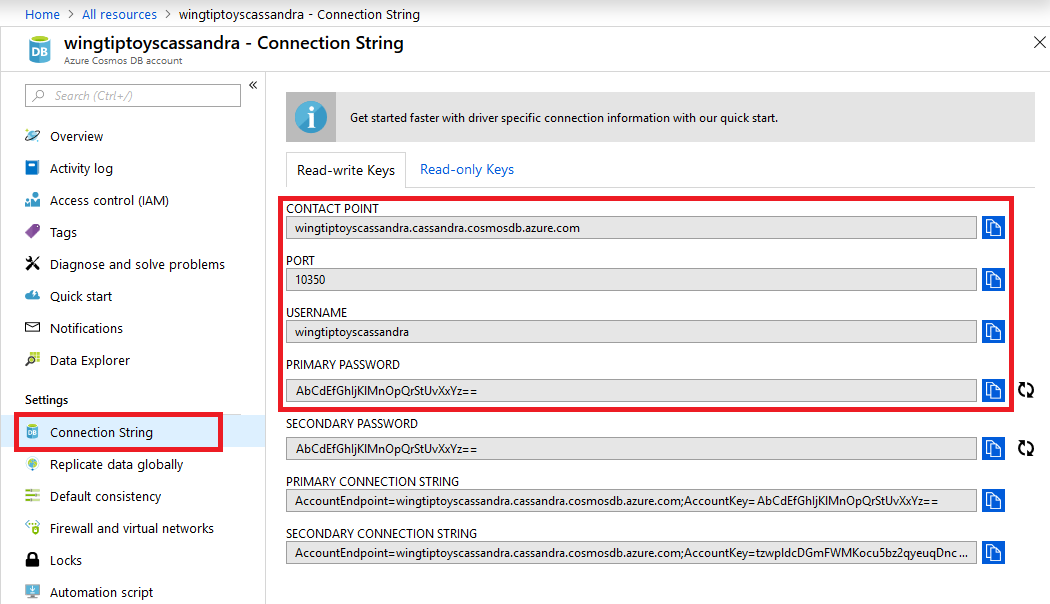 Home > All resources > wingtiptoyscassandra - Connection String
wingtiptoyscassandra - Connection String
Azure Cosmos DB account
Search (Ctrl+/)
Overview
Activity log
Access control (IAM)
Tags
Diagnose and solve problems
Quick start
Notifications
Data Explorer
Settings
Connection String
Replicate data globally
Default consistency
Firewall and virtual networks
Locks
Automation script
Get started faster with driver specific connection information with our quick start.
Read-write Keys
Read-only Keys
CONTACT POINT
wingtiptoyscassandra.cassandra.cosmosdb.azure.com
PORT
10350
USERNAME
wingtiptoyscassandra
PRIMARY PASSWORD
AbCdEfGhIjKlMnOpQrStUvXxYz==
SECONDARY PASSWORD
AbCdEfGhIjKlMnOpQrStUvXxYz==
PRIMARY CONNECTION STRING
AccountEndpoint=wingtiptoyscassandra.cassandra.cosmosdb.azure.com;AccountKey=AbCdEfGhIjKlMnOpQrStUvXxYz==
SECONDARY CONNECTION STRING
AccountEndpoint=wingtiptoyscassandra.cassandra.cosmosdb.azure.com;AccountKey=tzwpIdcDGmFWMKocu5bz2qyeuqDnc ...